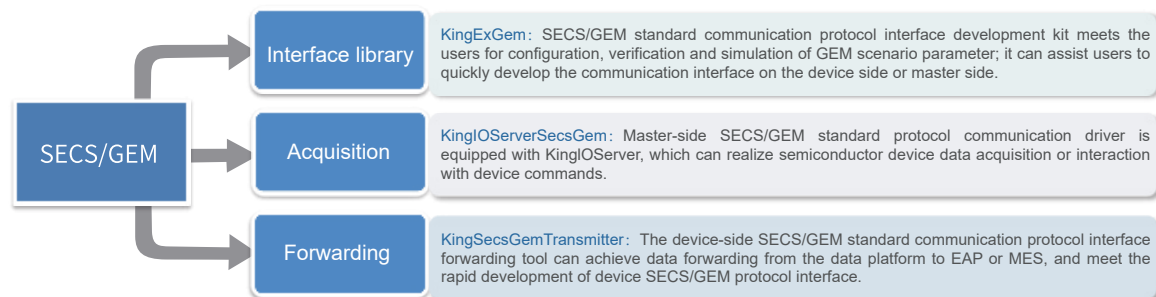 SECS/GEM
Interface library
KingExGem： SECS/GEM standard communication protocol interface development kit meets the
users for configuration, verification and simulation of GEM scenario parameter; it can assist users to
quickly develop the communication interface on the device side or master side.
Acquisition
KingIOServerSecsGem： Master-side SECS/GEM standard protocol communication driver is
equipped with KingIOServer, which can realize semiconductor device data acquisition or interaction
with device commands.
Forwarding
KingSecsGemTransmitter： The device-side SECS/GEM standard communication protocol interface
forwarding tool can achieve data forwarding from the data platform to EAP or MES, and meet the
rapid development of device SECS/GEM protocol interface.